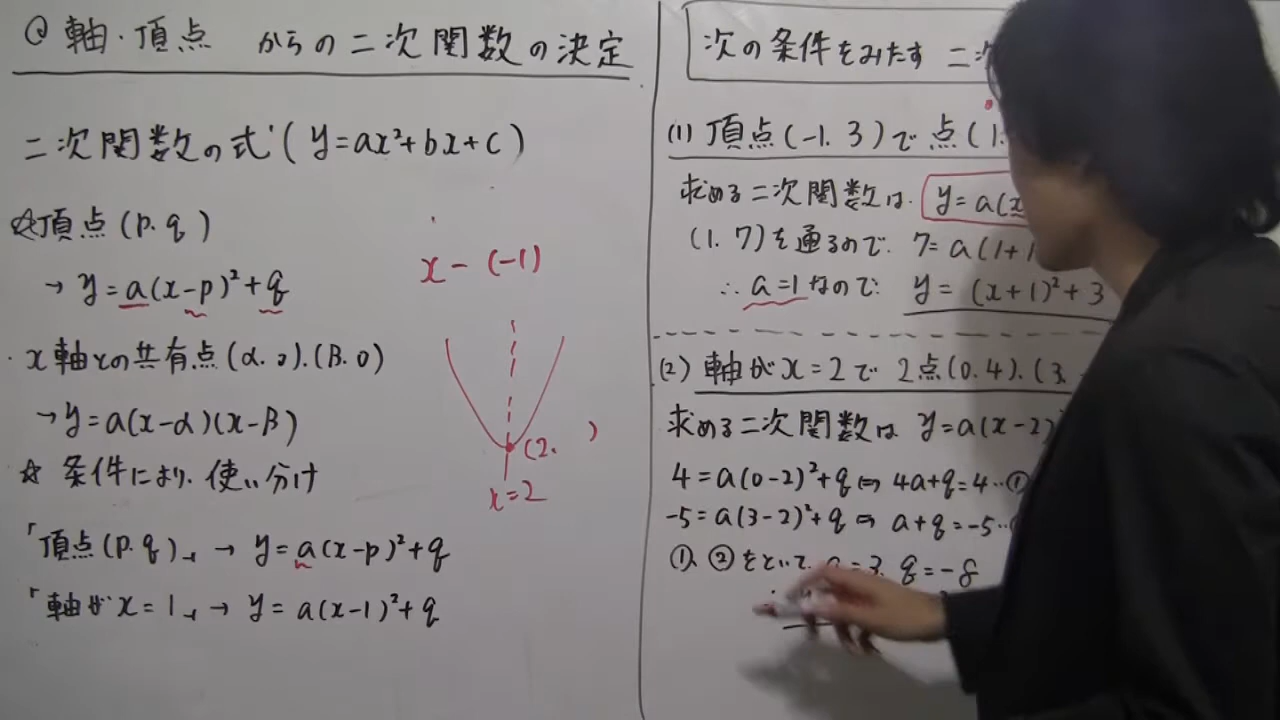 ◎ 軸・頂点 からの二次関数の決定
二次関数の式 (y=ax²+bx+c)
☆頂点(p.q)
→ y=a(x-p)²+q
・x軸との共有点(α.0).(β.0)
→y=a(x-α)(x-β)
☆ 条件により.使い分け
「頂点(p.q)」→ y=a(x-p)²+q
「軸がx=1」→ y=a(x-1)²+q
x-(-1)
(2. )
x=2
次の条件をみたす 二次
(1) 頂点(-1.3)で点(1.
求める二次関数は. y=a(x
(1.7)を通るので. 7=a(1+1
∴ a=1なので. y=(x+1)²+3
(2) 軸がx=2で 2点(0.4).(3.
求める二次関数は y=a(x-2)
4=a(0-2)²+q⇔4a+q=4…①
-5=a(3-2)²+q⇔a+q=-5…
①、②をといて. a=3. q=-8